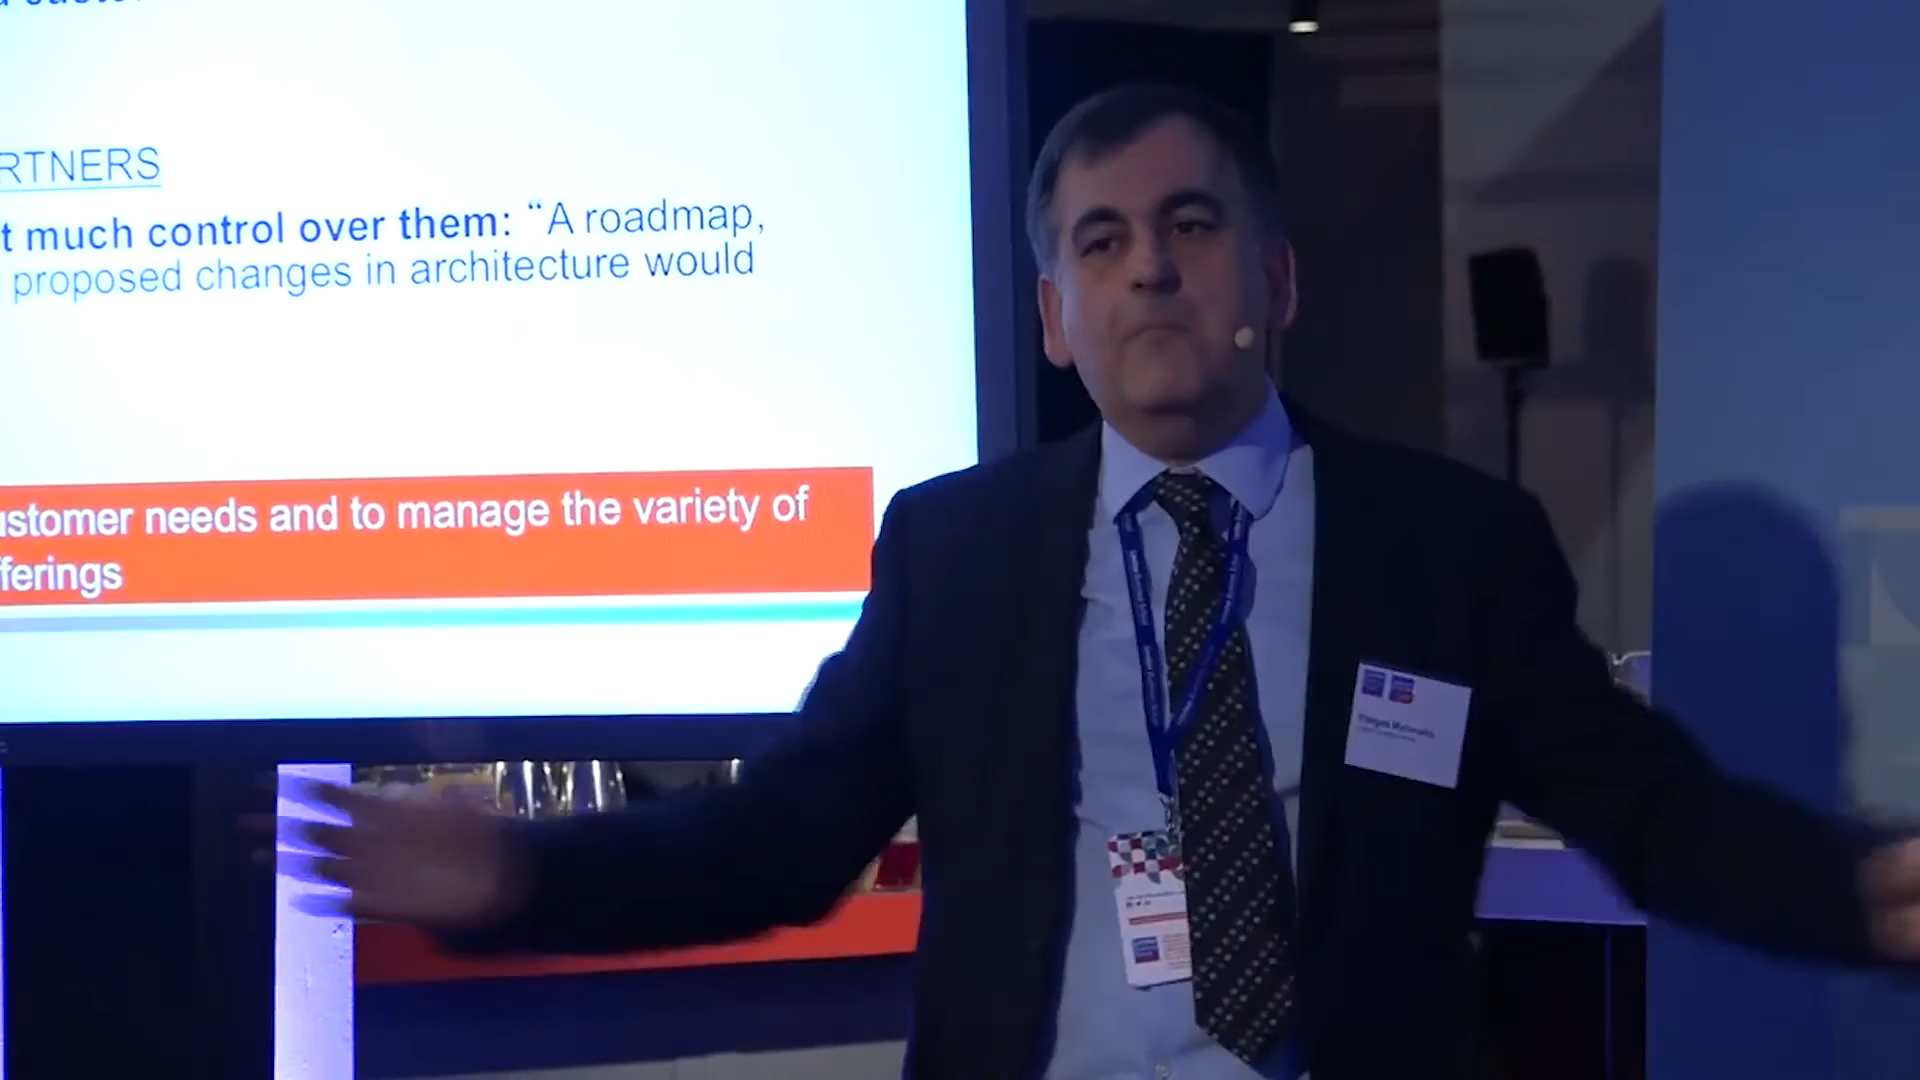 RTNERS
t much control over them: “A roadmap,
proposed changes in architecture would
ustomer needs and to manage the variety of
ferings